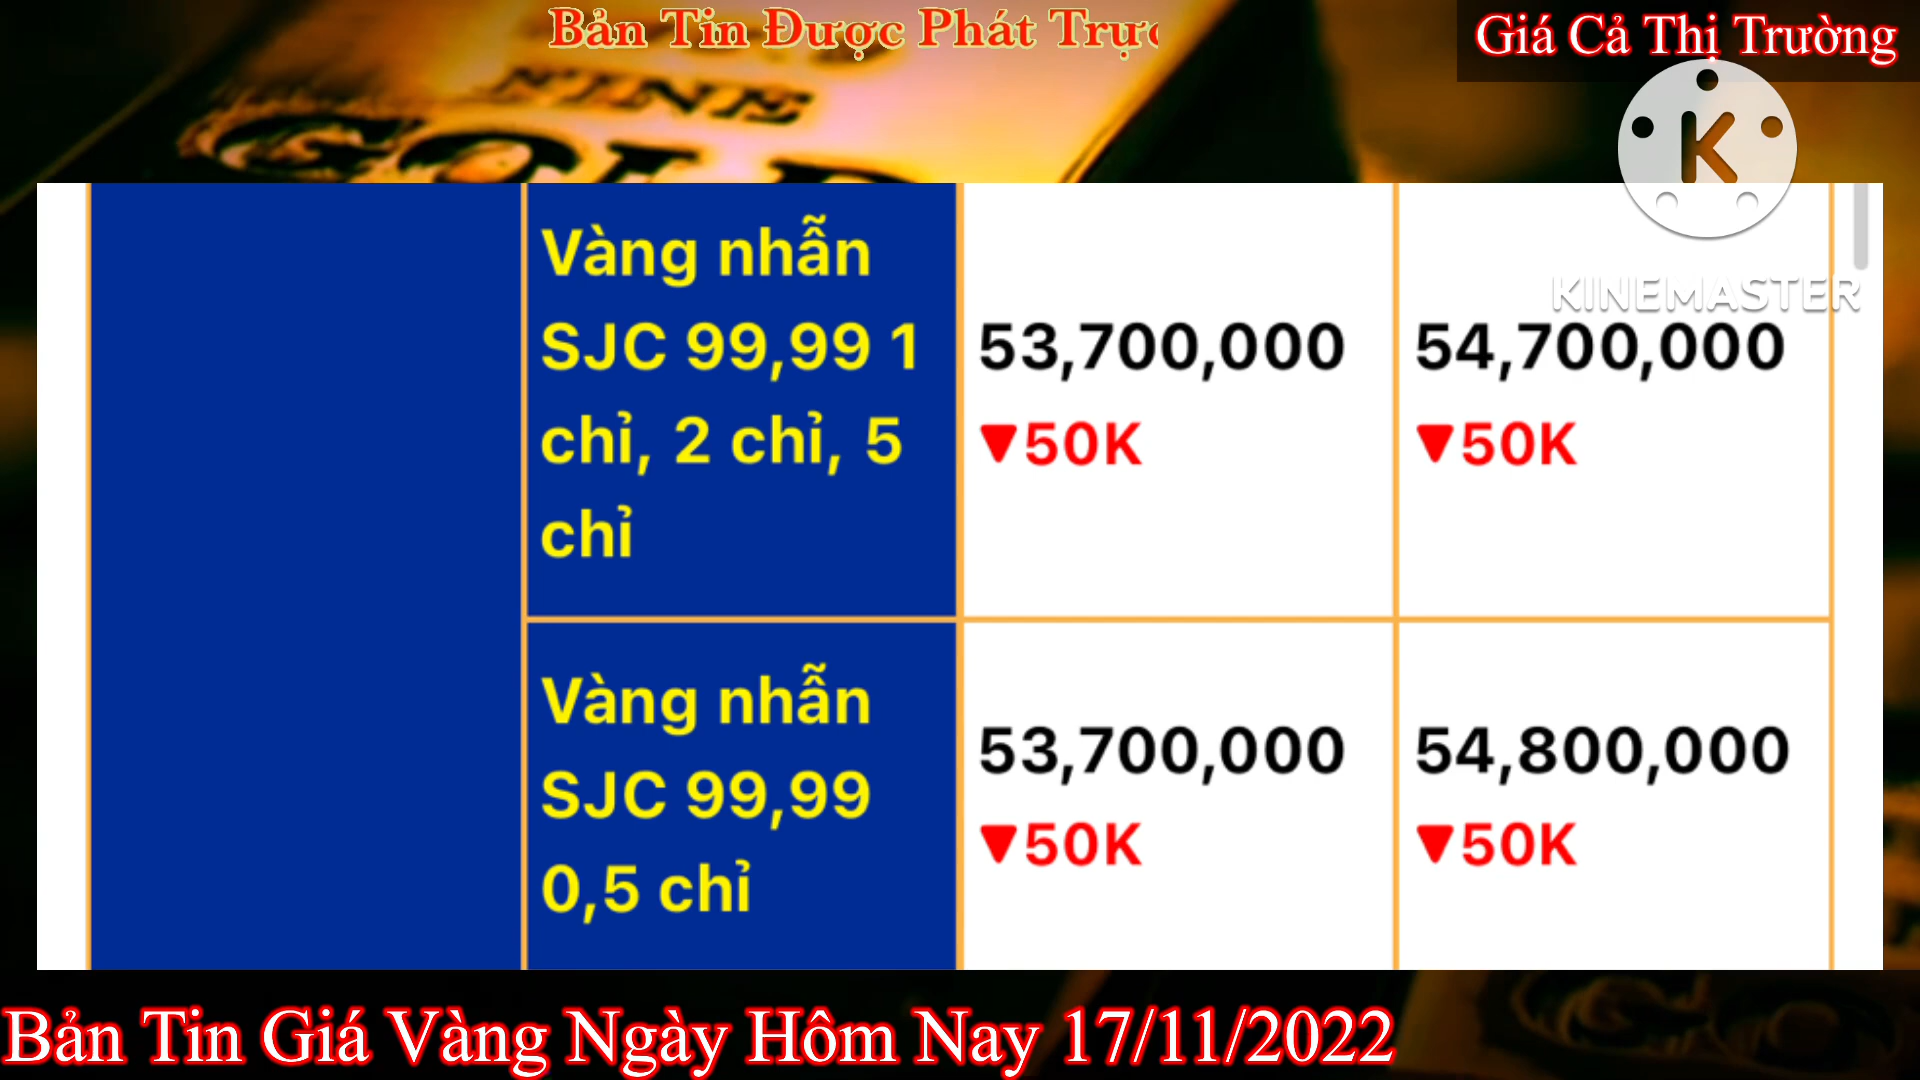 Bản Tin Được Phát Trực
Giá Cả Thị Trường
FINE
GOLD
K
KINEMASTER
Vàng nhẫn
SJC 99,99 1
chỉ, 2 chỉ, 5
chỉ
53,700,000
▼50K
54,700,000
▼50K
Vàng nhẫn
SJC 99,99
0,5 chỉ
53,700,000
▼50K
54,800,000
▼50K
Bản Tin Giá Vàng Ngày Hôm Nay 17/11/2022